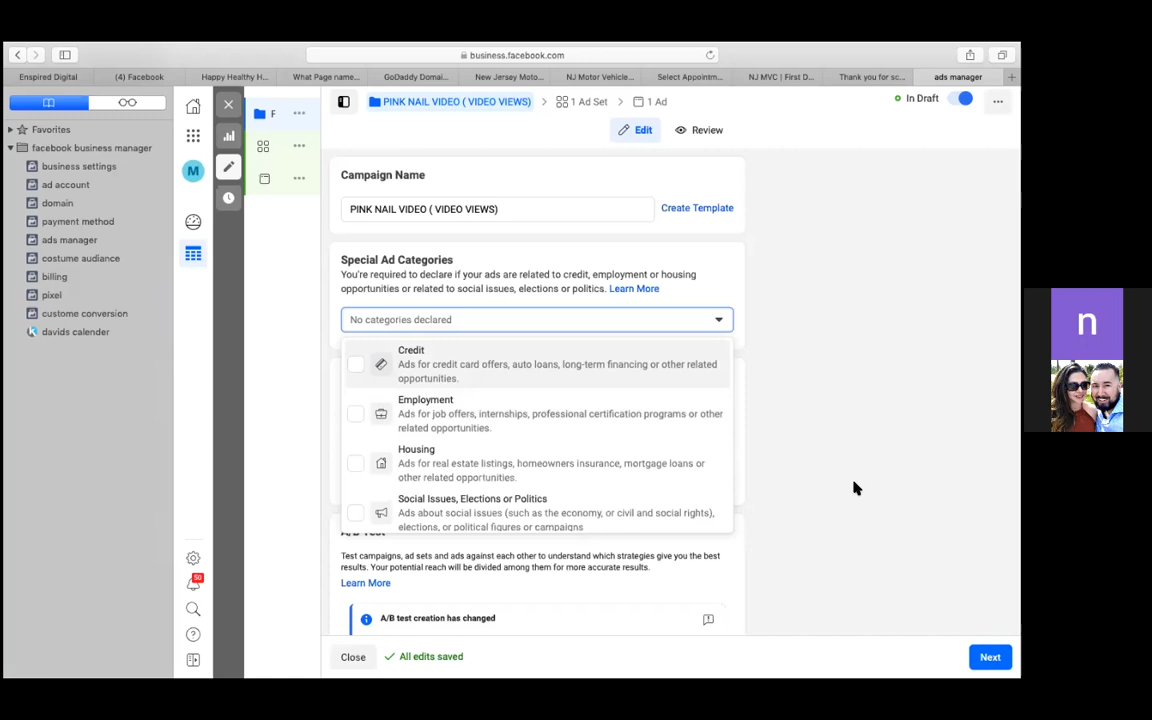 business.facebook.com
Enspired Digital
(4) Facebook
Happy Healthy H...
What Page name...
GoDaddy Domai...
New Jersey Moto...
NJ Motor Vehicle...
Select Appointm...
NJ MVC | First D...
Thank you for sc...
ads manager
Favorites
facebook business manager
business settings
ad account
domain
payment method
ads manager
costume audiance
billing
pixel
custome conversion
davids calender
M
50
F
PINK NAIL VIDEO ( VIDEO VIEWS)
1 Ad Set
1 Ad
In Draft
Edit
Review
Campaign Name
PINK NAIL VIDEO ( VIDEO VIEWS)
Create Template
Special Ad Categories
You're required to declare if your ads are related to credit, employment or housing
opportunities or related to social issues, elections or politics. Learn More
No categories declared
Credit
Ads for credit card offers, auto loans, long-term financing or other related
opportunities.
Employment
Ads for job offers, internships, professional certification programs or other
related opportunities.
Housing
Ads for real estate listings, homeowners insurance, mortgage loans or
other related opportunities.
Social Issues, Elections or Politics
Ads about social issues (such as the economy, or civil and social rights),
elections, or political figures or campaigns
A/B Test
Test campaigns, ad sets and ads against each other to understand which strategies give you the best
results. Your potential reach will be divided among them for more accurate results.
Learn More
A/B test creation has changed
Close
All edits saved
Next
n